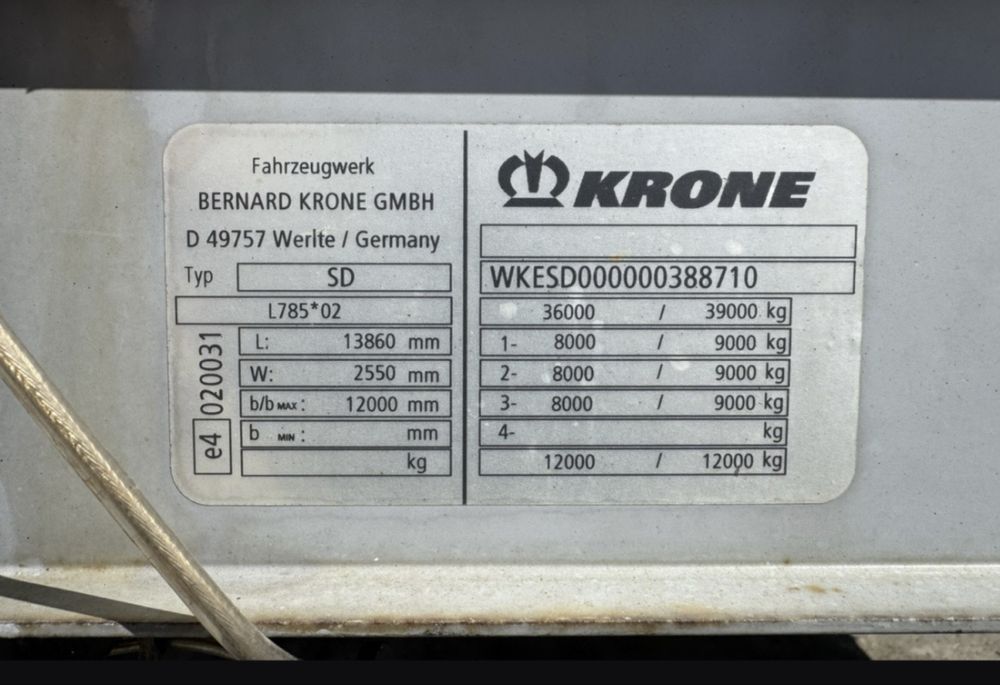 Fahrzeugwerk
BERNARD KRONE GMBH
D 49757 Werlte / Germany
Typ SD
L785*02
L: 13860 mm
W: 2550 mm
b/b MAX : 12000 mm
b MIN : mm
kg
e4 020031
KRONE
WKESD000000388710
36000 / 39000 kg
1- 8000 / 9000 kg
2- 8000 / 9000 kg
3- 8000 / 9000 kg
4- kg
12000 / 12000 kg